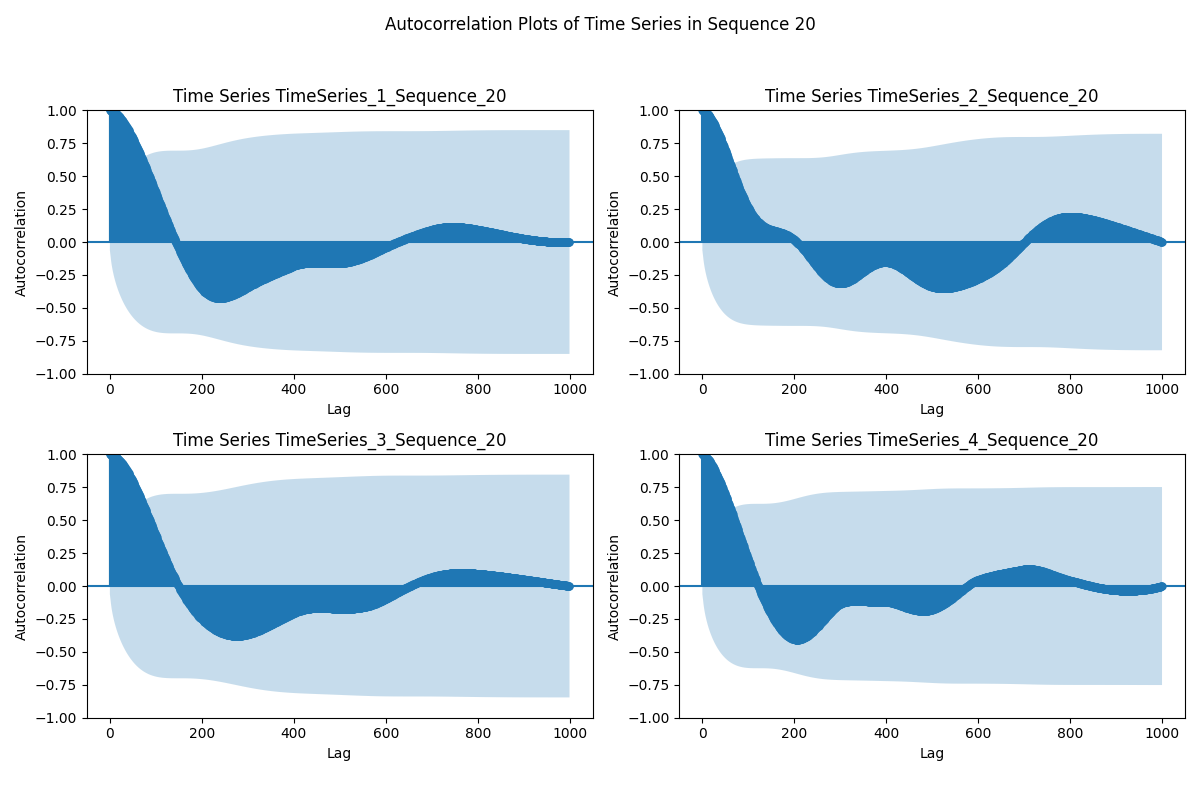 Autocorrelation Plots of Time Series in Sequence 20
Time Series TimeSeries_1_Sequence_20
Time Series TimeSeries_2_Sequence_20
1.00
0.75
0.50
0.25
0.00
−0.25
−0.50
−0.75
−1.00
Autocorrelation
0 200 400 600 800 1000
Lag
1.00
0.75
0.50
0.25
0.00
−0.25
−0.50
−0.75
−1.00
Autocorrelation
0 200 400 600 800 1000
Lag
Time Series TimeSeries_3_Sequence_20
Time Series TimeSeries_4_Sequence_20
1.00
0.75
0.50
0.25
0.00
−0.25
−0.50
−0.75
−1.00
Autocorrelation
0 200 400 600 800 1000
Lag
1.00
0.75
0.50
0.25
0.00
−0.25
−0.50
−0.75
−1.00
Autocorrelation
0 200 400 600 800 1000
Lag